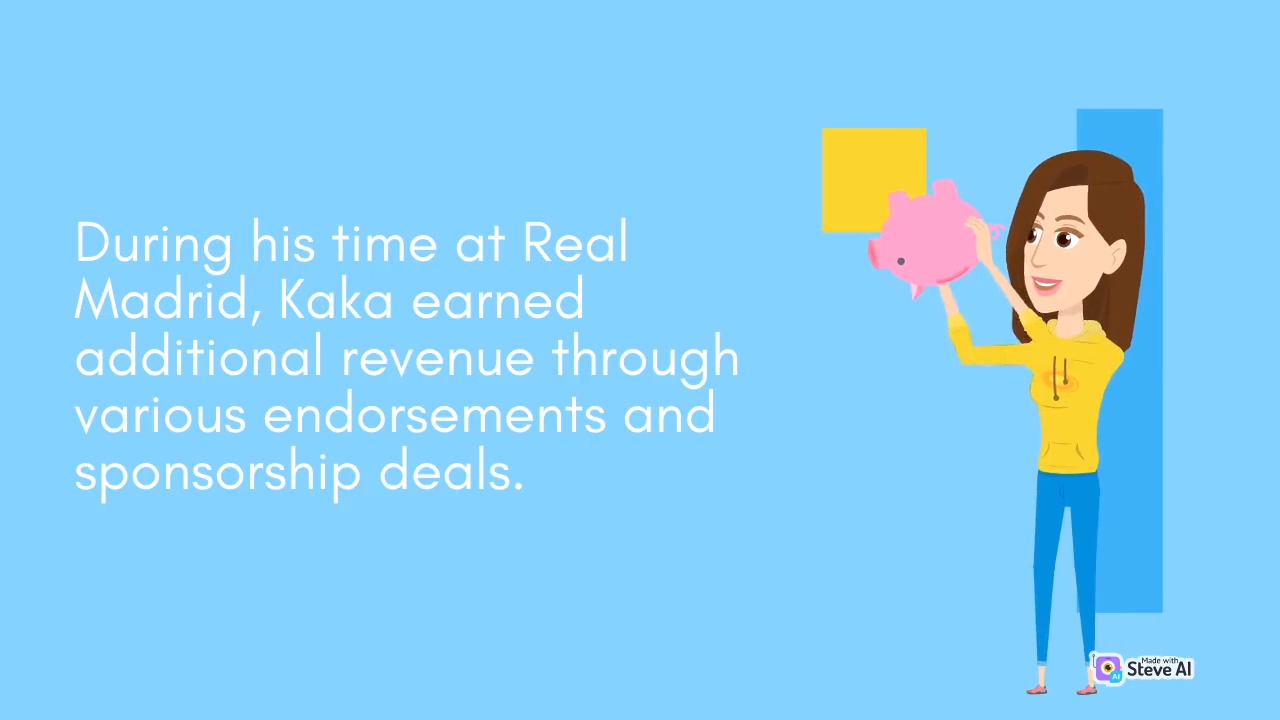 During his time at Real
Madrid, Kaka earned
additional revenue through
various endorsements and
sponsorship deals.
Made with
Steve AI
AI